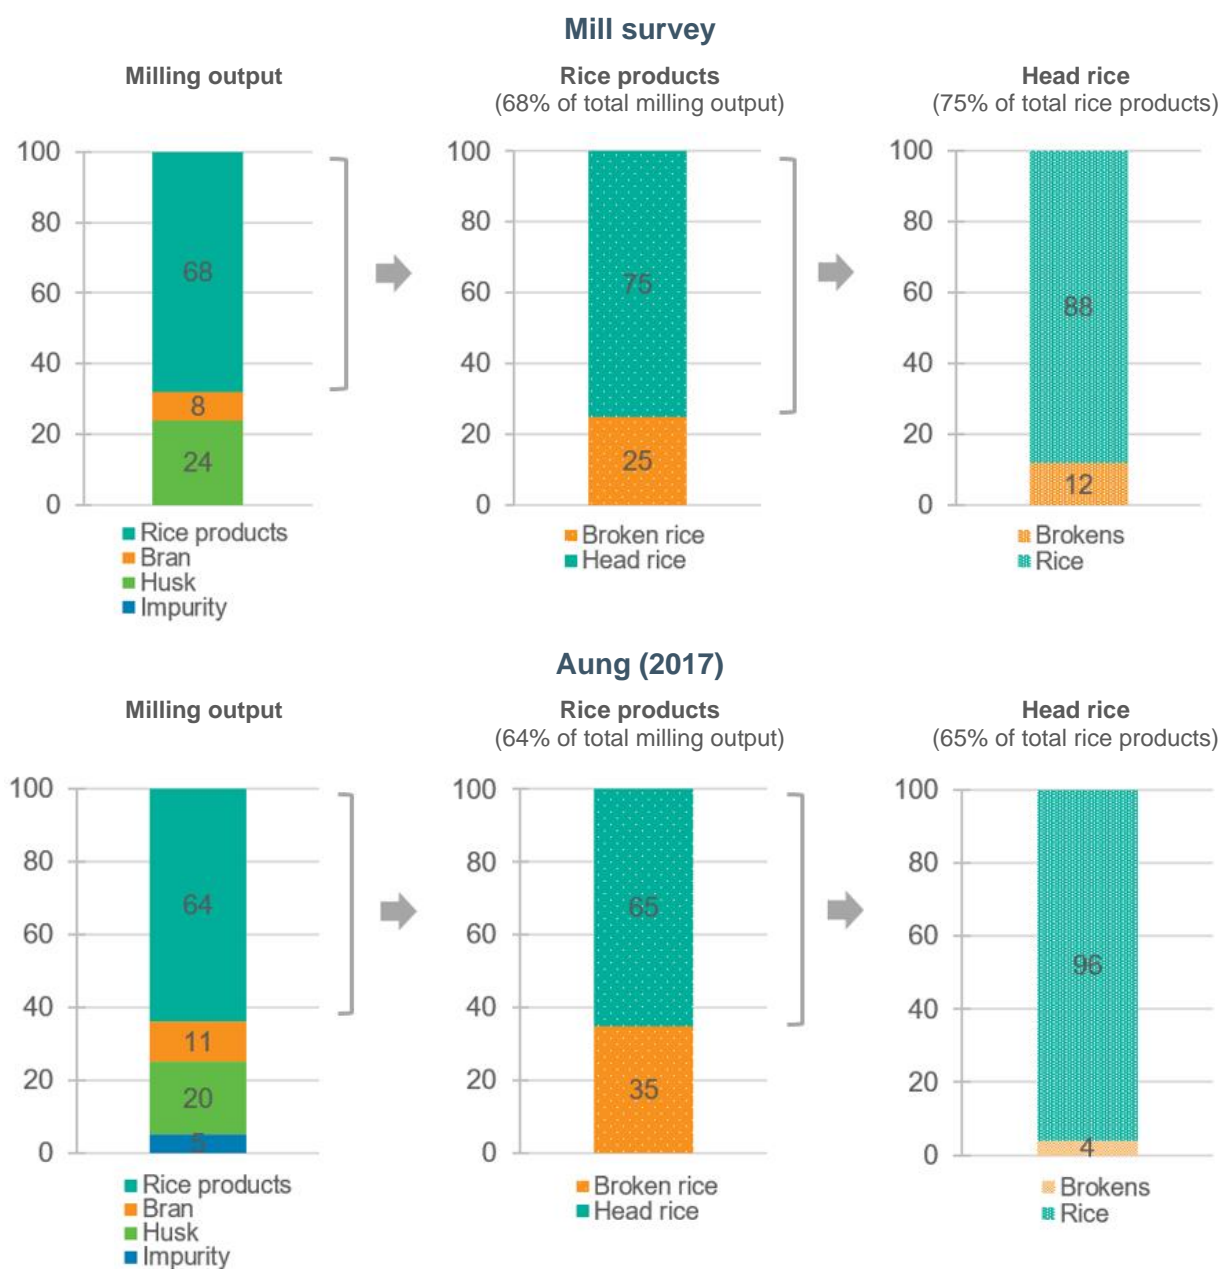 Mill survey
Milling output
Rice products
(68% of total milling output)
Head rice
(75% of total rice products)
100
80
60
40
20
0
68
8
24
Rice products
Bran
Husk
Impurity
100
80
60
40
20
0
75
25
Broken rice
Head rice
100
80
60
40
20
0
88
12
Brokens
Rice
Aung (2017)
Milling output
Rice products
(64% of total milling output)
Head rice
(65% of total rice products)
100
80
60
40
20
0
64
11
20
5
Rice products
Bran
Husk
Impurity
100
80
60
40
20
0
65
35
Broken rice
Head rice
100
80
60
40
20
0
96
4
Brokens
Rice